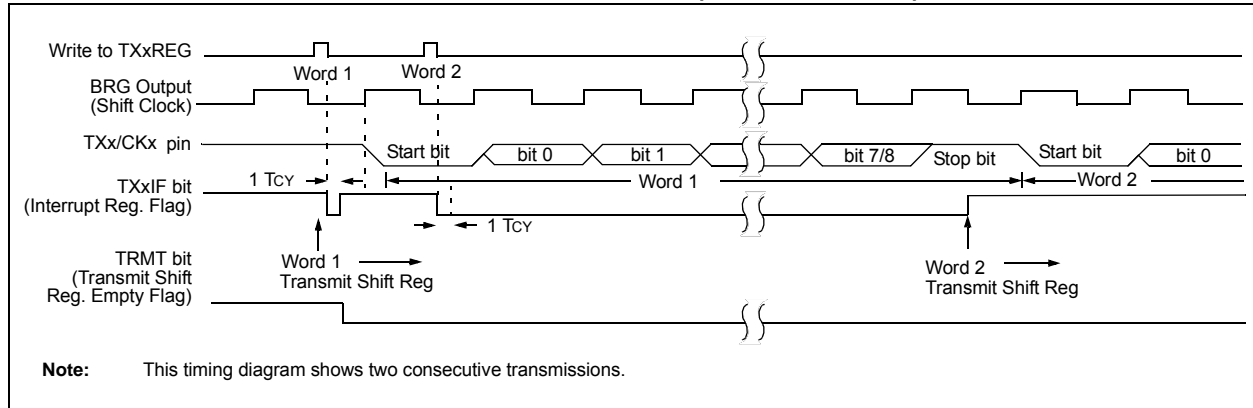 Write to TXxREG
Word 1
Word 2
BRG Output
(Shift Clock)
TXx/CKx pin
Start bit
bit 0
bit 1
bit 7/8
Stop bit
Start bit
bit 0
1 TCY
Word 1
Word 2
TXxIF bit
(Interrupt Reg. Flag)
1 TCY
TRMT bit
(Transmit Shift
Reg. Empty Flag)
Word 1
Transmit Shift Reg
Word 2
Transmit Shift Reg
Note: This timing diagram shows two consecutive transmissions.